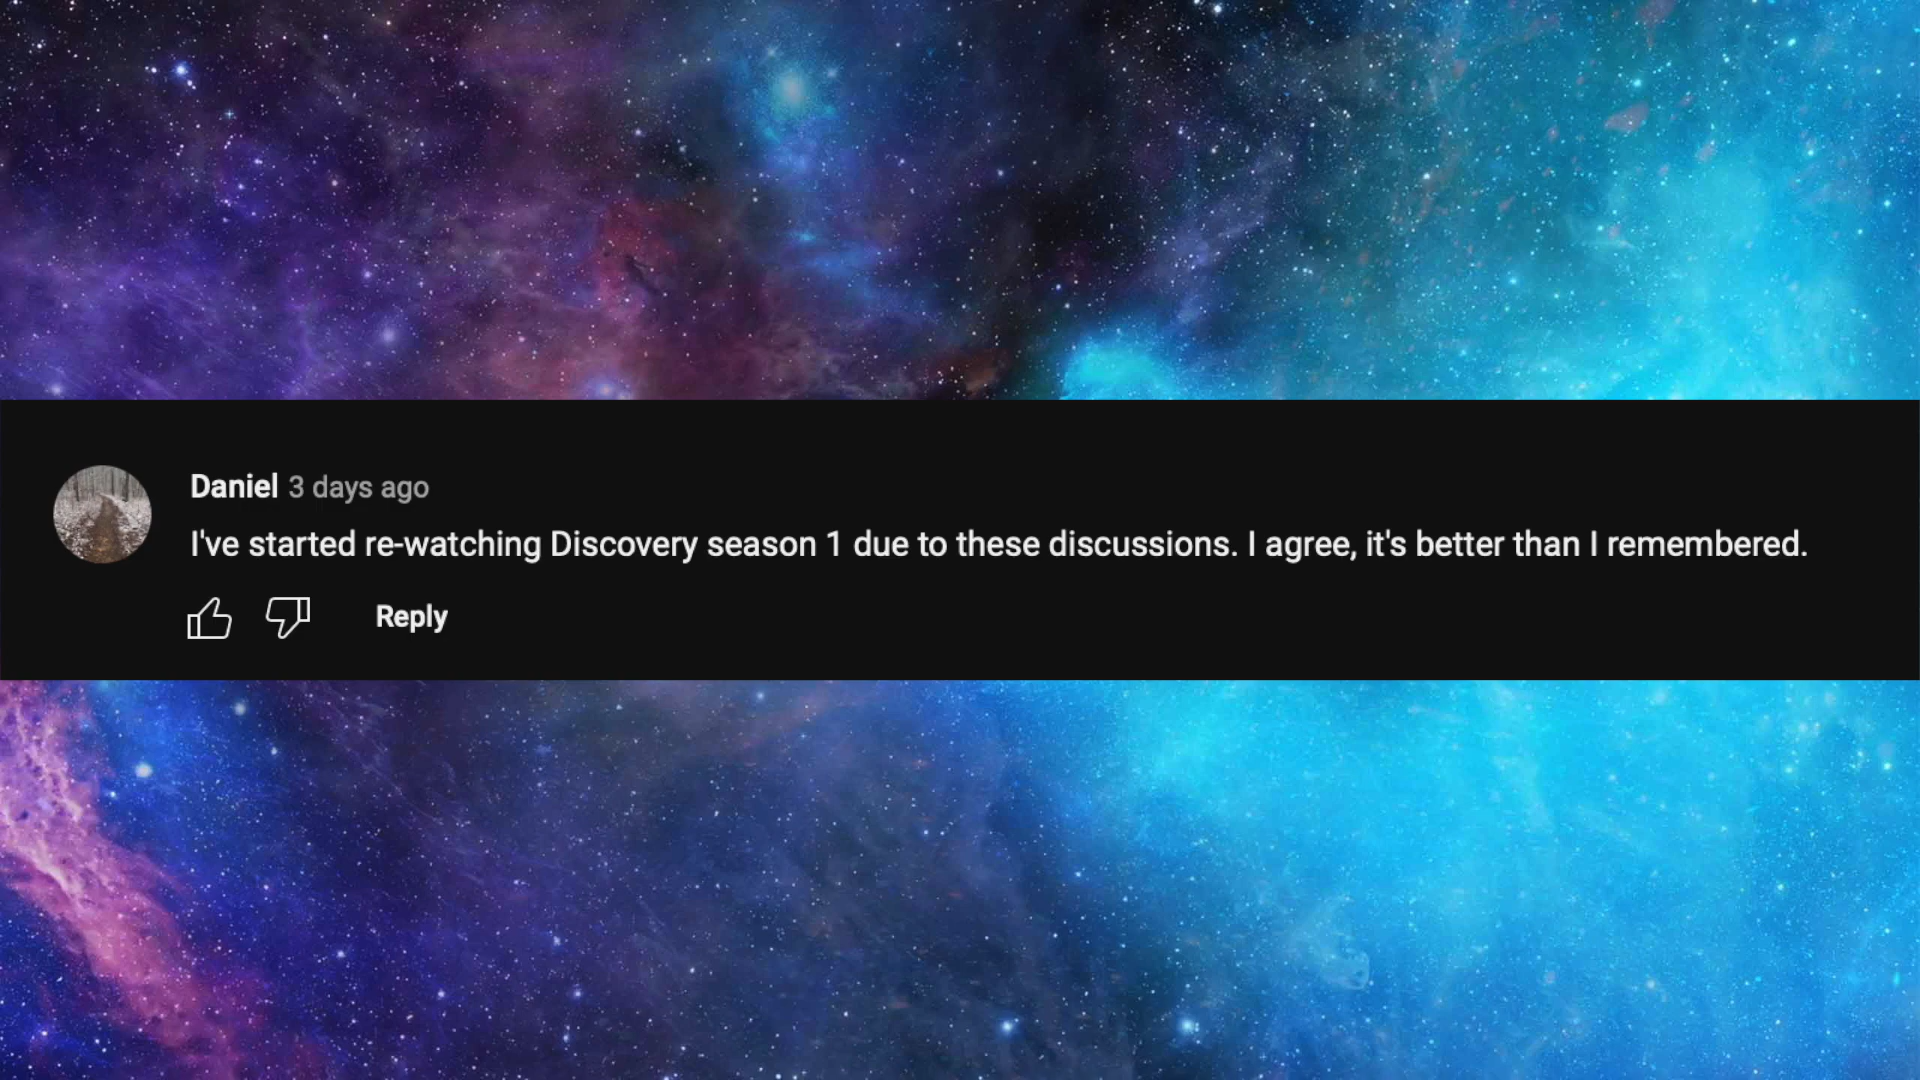 Daniel 3 days ago
I've started re-watching Discovery season 1 due to these discussions. I agree, it's better than I remembered.
Reply